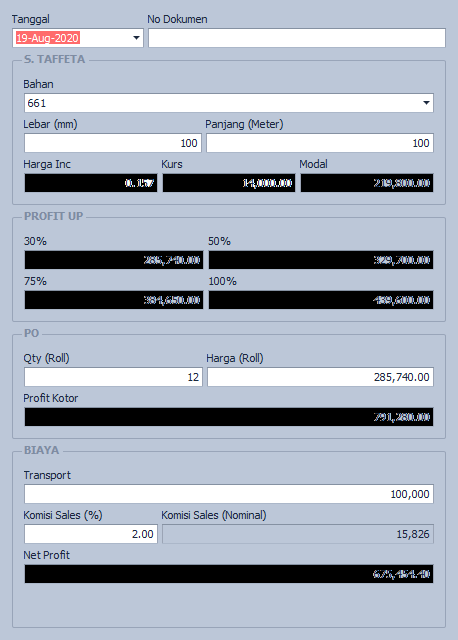 Tanggal No Dokumen
19-Aug-2020
S. TAFFETA
Bahan
661
Lebar (mm) Panjang (Meter)
100 100
Harga Inc Kurs Modal
0.157 14,000.00 219,800.00
PROFIT UP
30% 50%
285,740.00 329,700.00
75% 100%
384,650.00 439,600.00
PO
Qty (Roll) Harga (Roll)
12 285,740.00
Profit Kotor
791,280.00
BIAYA
Transport
100,000
Komisi Sales (%) Komisi Sales (Nominal)
2.00 15,826
Net Profit
675,454.40